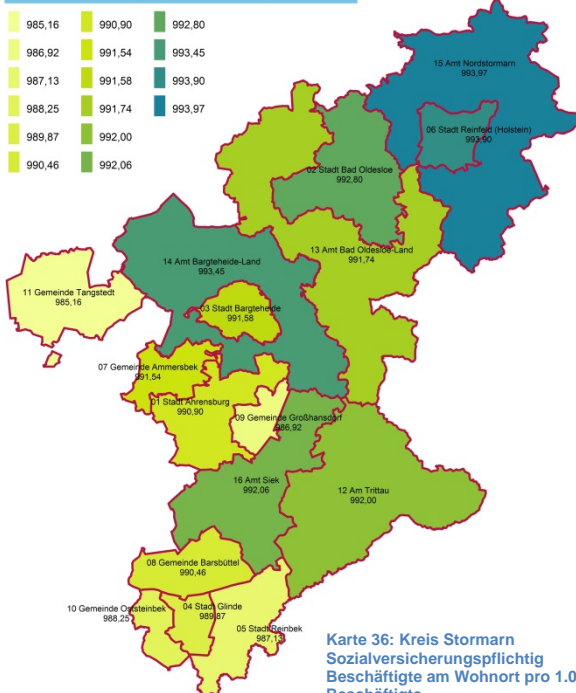 985,16
986,92
987,13
988,25
989,87
990,46
990,90
991,54
991,58
991,74
992,00
992,06
992,80
993,45
993,90
993,97
15 Amt Nordstormarn
993,97
06 Stadt Reinfeld (Holstein)
993,90
02 Stadt Bad Oldesloe
992,80
13 Amt Bad Oldesloe-Land
991,74
14 Amt Bargteheide-Land
993,45
11 Gemeinde Tangstedt
985,16
03 Stadt Bargteheide
991,58
07 Gemeinde Ammersbek
991,54
01 Stadt Ahrensburg
990,90
09 Gemeinde Großhansdorf
986,92
16 Amt Siek
992,06
12 Am Trittau
992,00
08 Gemeinde Barsbüttel
990,46
10 Gemeinde Oststeinbek
988,25
04 Stadt Glinde
989,87
05 Stadt Reinbek
987,13
Karte 36: Kreis Stormarn
Sozialversicherungspflichtig
Beschäftigte am Wohnort pro 1.0